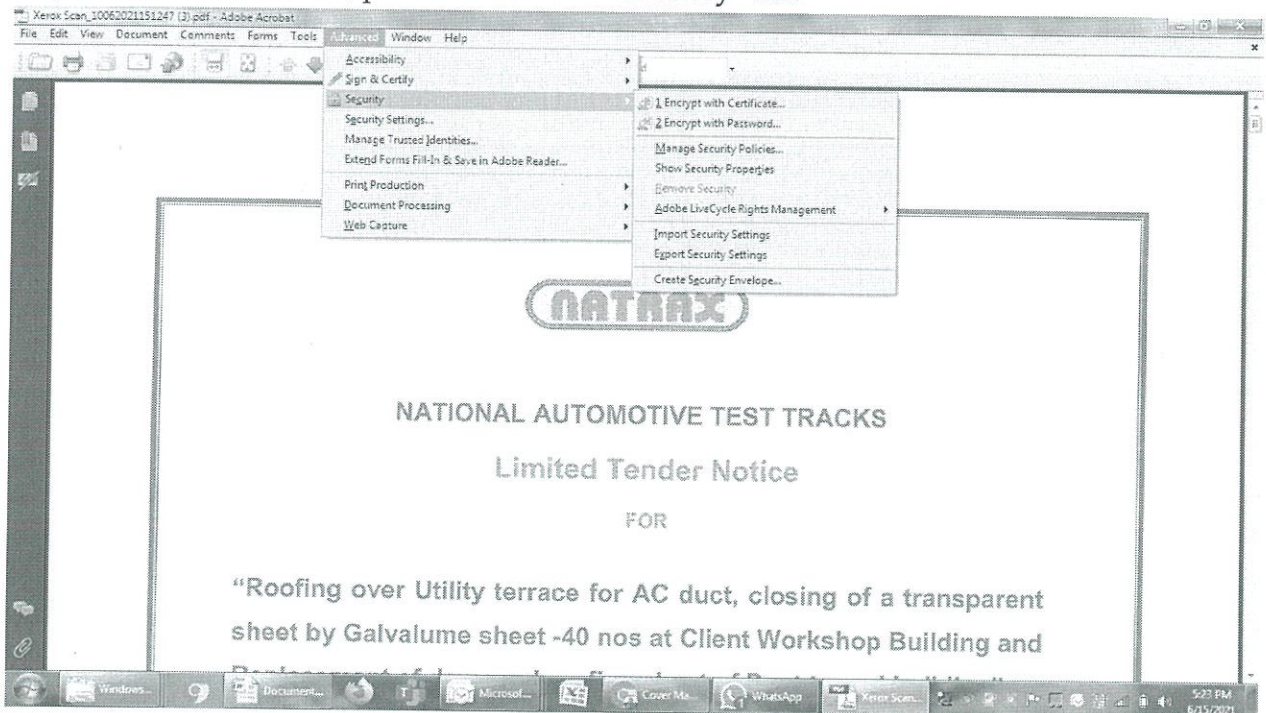 Xerox Scan_10062021151247 (3).pdf - Adobe Acrobat
File Edit View Document Comments Forms Tools Advanced Window Help
Accessibility
Sign & Certify
Security
Security Settings...
Manage Trusted Identities...
Extend Forms Fill-In & Save in Adobe Reader...
Print Production
Document Processing
Web Capture
1 Encrypt with Certificate...
2 Encrypt with Password...
Manage Security Policies...
Show Security Properties
Remove Security
Adobe LiveCycle Rights Management
Import Security Settings
Export Security Settings
Create Security Envelope...
NATRAX
NATIONAL AUTOMOTIVE TEST TRACKS
Limited Tender Notice
FOR
“Roofing over Utility terrace for AC duct, closing of a transparent
sheet by Galvalume sheet -40 nos at Client Workshop Building and
Windows... Document... Microsof... Cover Ma... WhatsApp Xerox Scan... 5:23 PM
6/15/2021